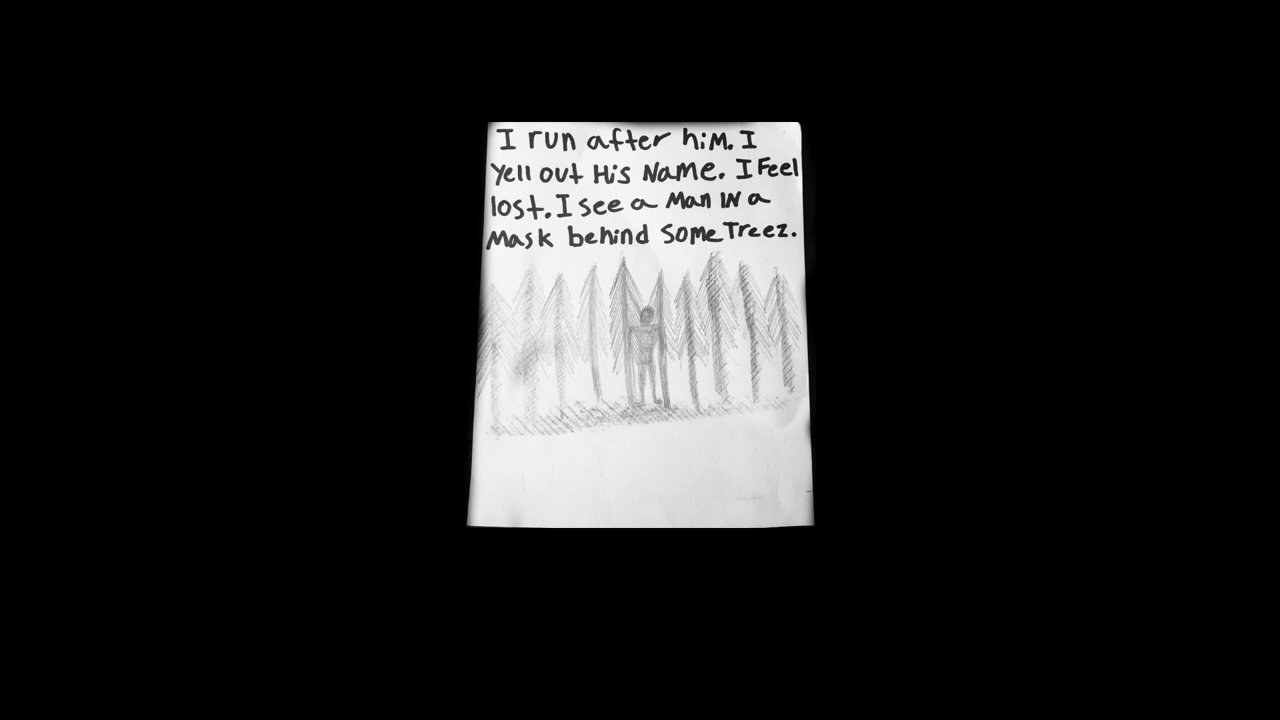 I run after him. I
Yell out His Name. I Feel
lost. I see a Man IN a
Mask behind Some Treez.